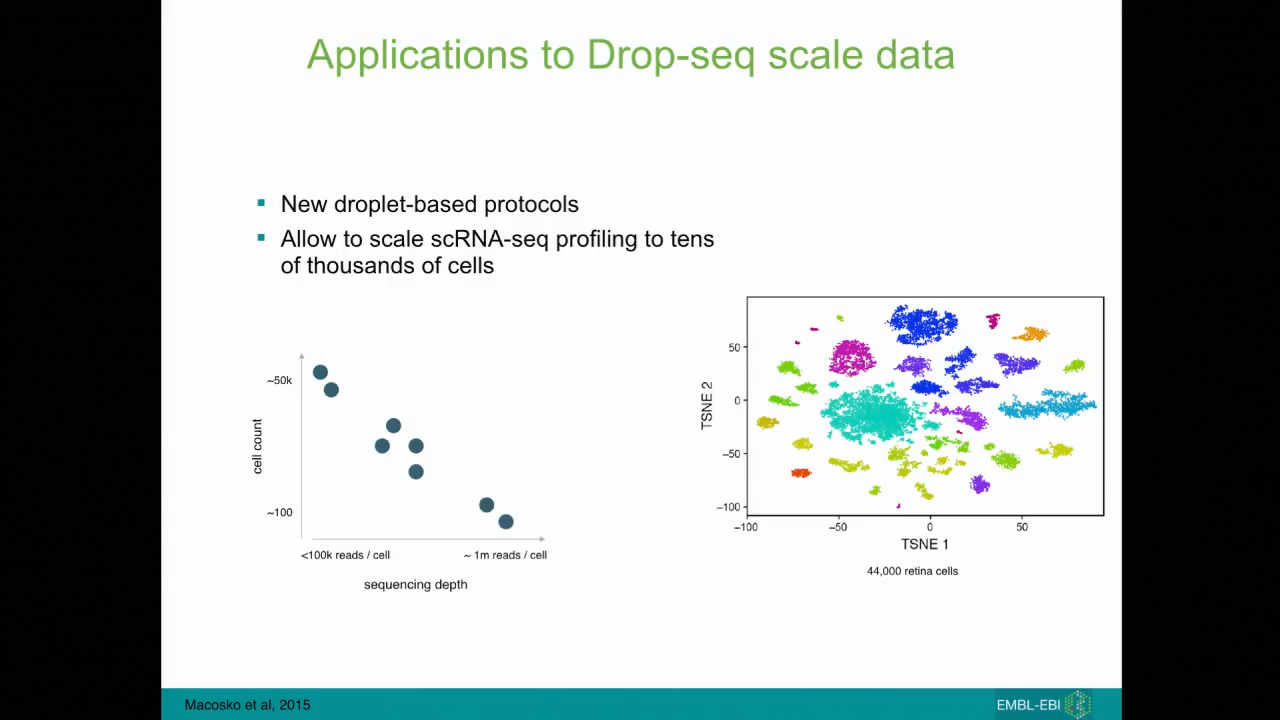 Applications to Drop-seq scale data
▪ New droplet-based protocols
▪ Allow to scale scRNA-seq profiling to tens
of thousands of cells
~50k
cell count
~100
<100k reads / cell
~ 1m reads / cell
sequencing depth
TSNE 2
50
0
−50
−100
−100
−50
0
50
TSNE 1
44,000 retina cells
Macosko et al, 2015
EMBL-EBI